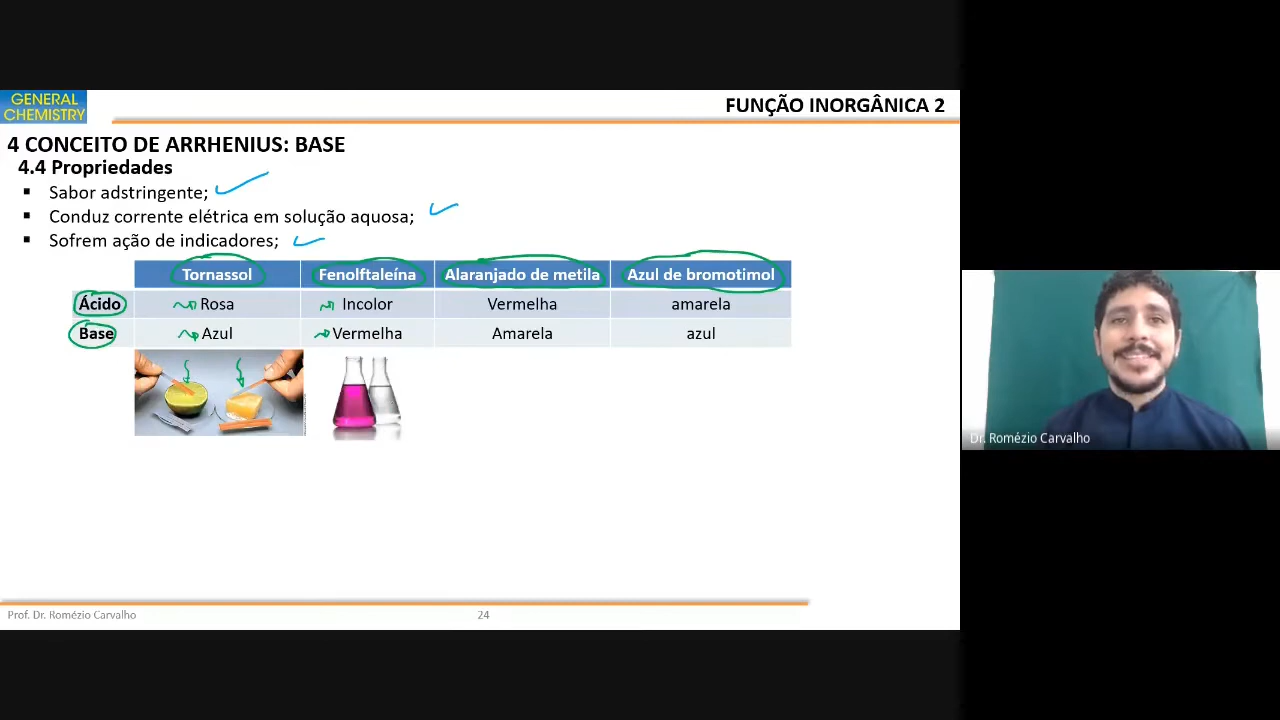 GENERAL
CHEMISTRY
FUNÇÃO INORGÂNICA 2
4 CONCEITO DE ARRHENIUS: BASE
4.4 Propriedades
▪ Sabor adstringente;
▪ Conduz corrente elétrica em solução aquosa;
▪ Sofrem ação de indicadores;
Tornassol Fenolftaleína Alaranjado de metila Azul de bromotimol
Ácido Rosa Incolor Vermelha amarela
Base Azul Vermelha Amarela azul
Dr. Romézio Carvalho
Prof. Dr. Romézio Carvalho 24